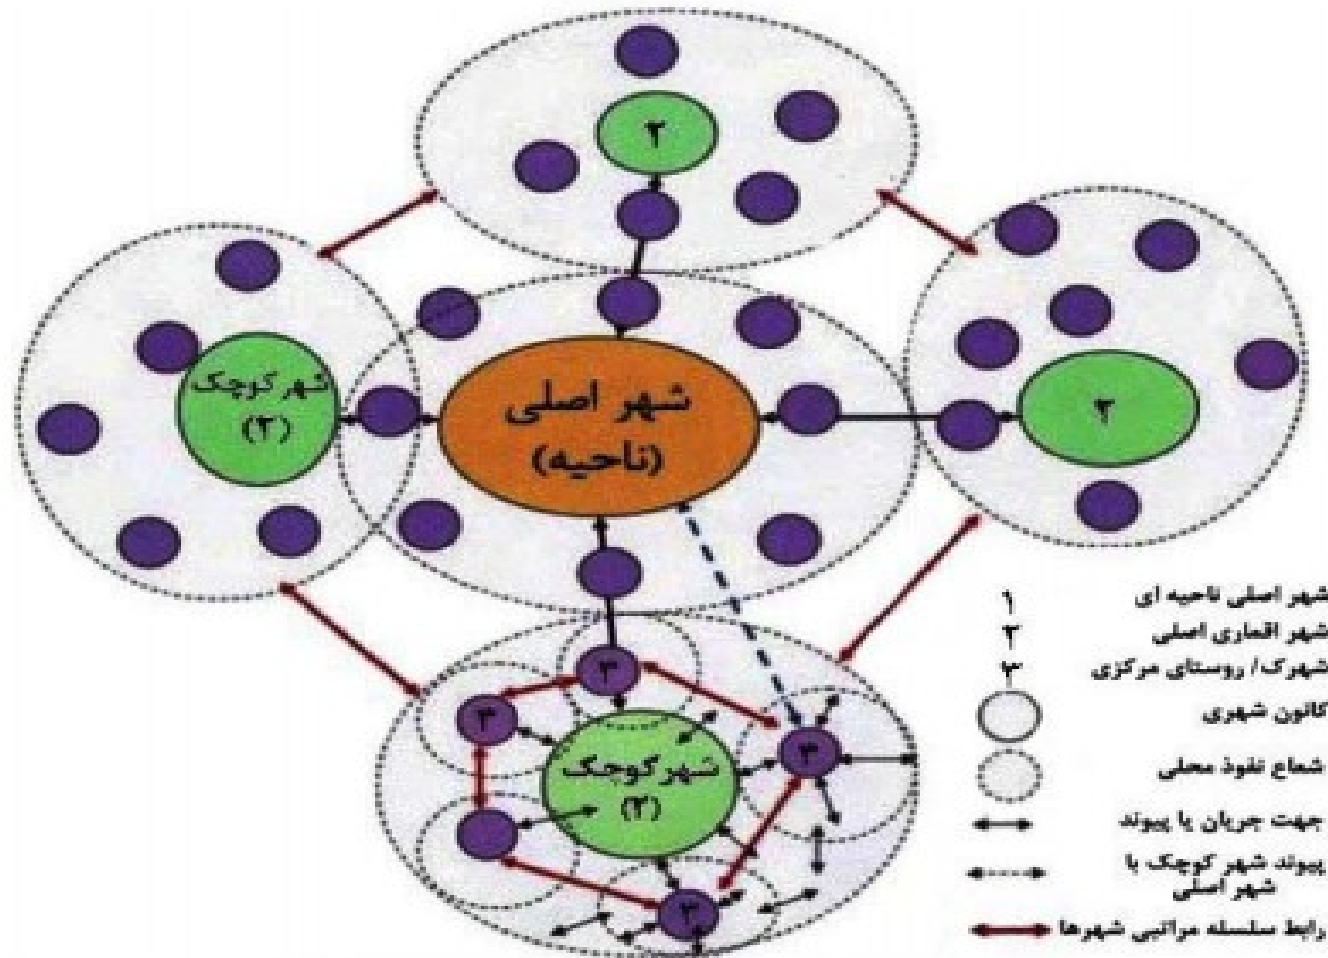 ۲
شهر کوچک
(۲)
شهر اصلی
(ناحیه)
۲
۳
۳
۳
شهر کوچک
(۲)
۳
۱ شهر اصلی ناحیه ای
۲ شهر اقماری اصلی
۳ شهرک/ روستای مرکزی
کانون شهری
شعاع نفوذ محلی
جهت جریان یا پیوند
پیوند شهر کوچک با
شهر اصلی
رابط سلسله مراتبی شهرها